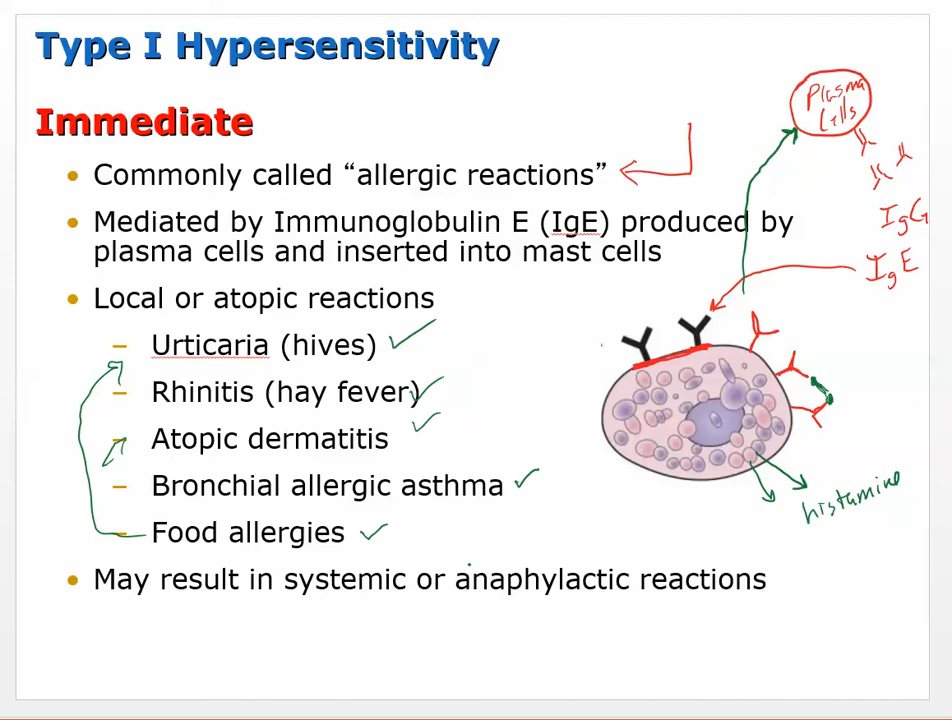 Type I Hypersensitivity
Immediate
• Commonly called “allergic reactions”
• Mediated by Immunoglobulin E (IgE) produced by
plasma cells and inserted into mast cells
• Local or atopic reactions
– Urticaria (hives)
– Rhinitis (hay fever)
– Atopic dermatitis
– Bronchial allergic asthma
– Food allergies
• May result in systemic or anaphylactic reactions
Plasma
Cells
IgG
IgE
histamine